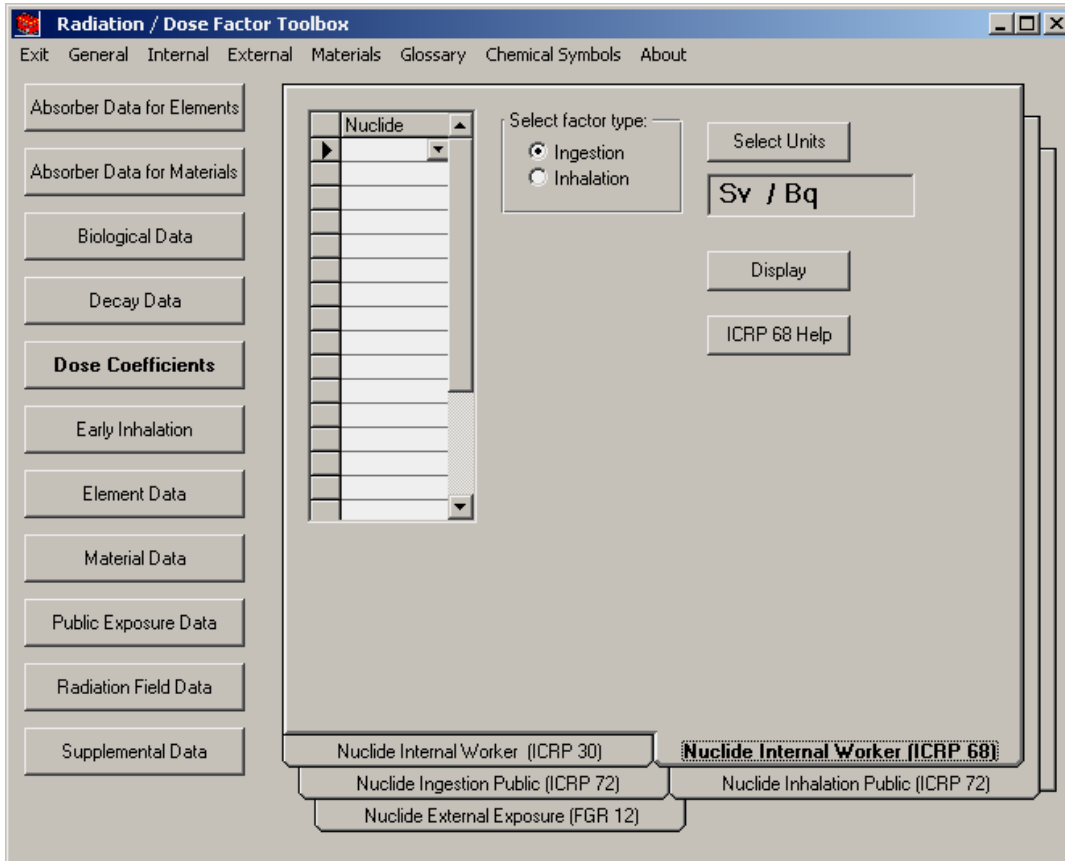 Radiation / Dose Factor Toolbox
Exit General Internal External Materials Glossary Chemical Symbols About
Absorber Data for Elements
Absorber Data for Materials
Biological Data
Decay Data
Dose Coefficients
Early Inhalation
Element Data
Material Data
Public Exposure Data
Radiation Field Data
Supplemental Data
Nuclide
Select factor type:
Ingestion
Inhalation
Select Units
Sv / Bq
Display
ICRP 68 Help
Nuclide Internal Worker (ICRP 30)
Nuclide Internal Worker (ICRP 68)
Nuclide Ingestion Public (ICRP 72)
Nuclide Inhalation Public (ICRP 72)
Nuclide External Exposure (FGR 12)